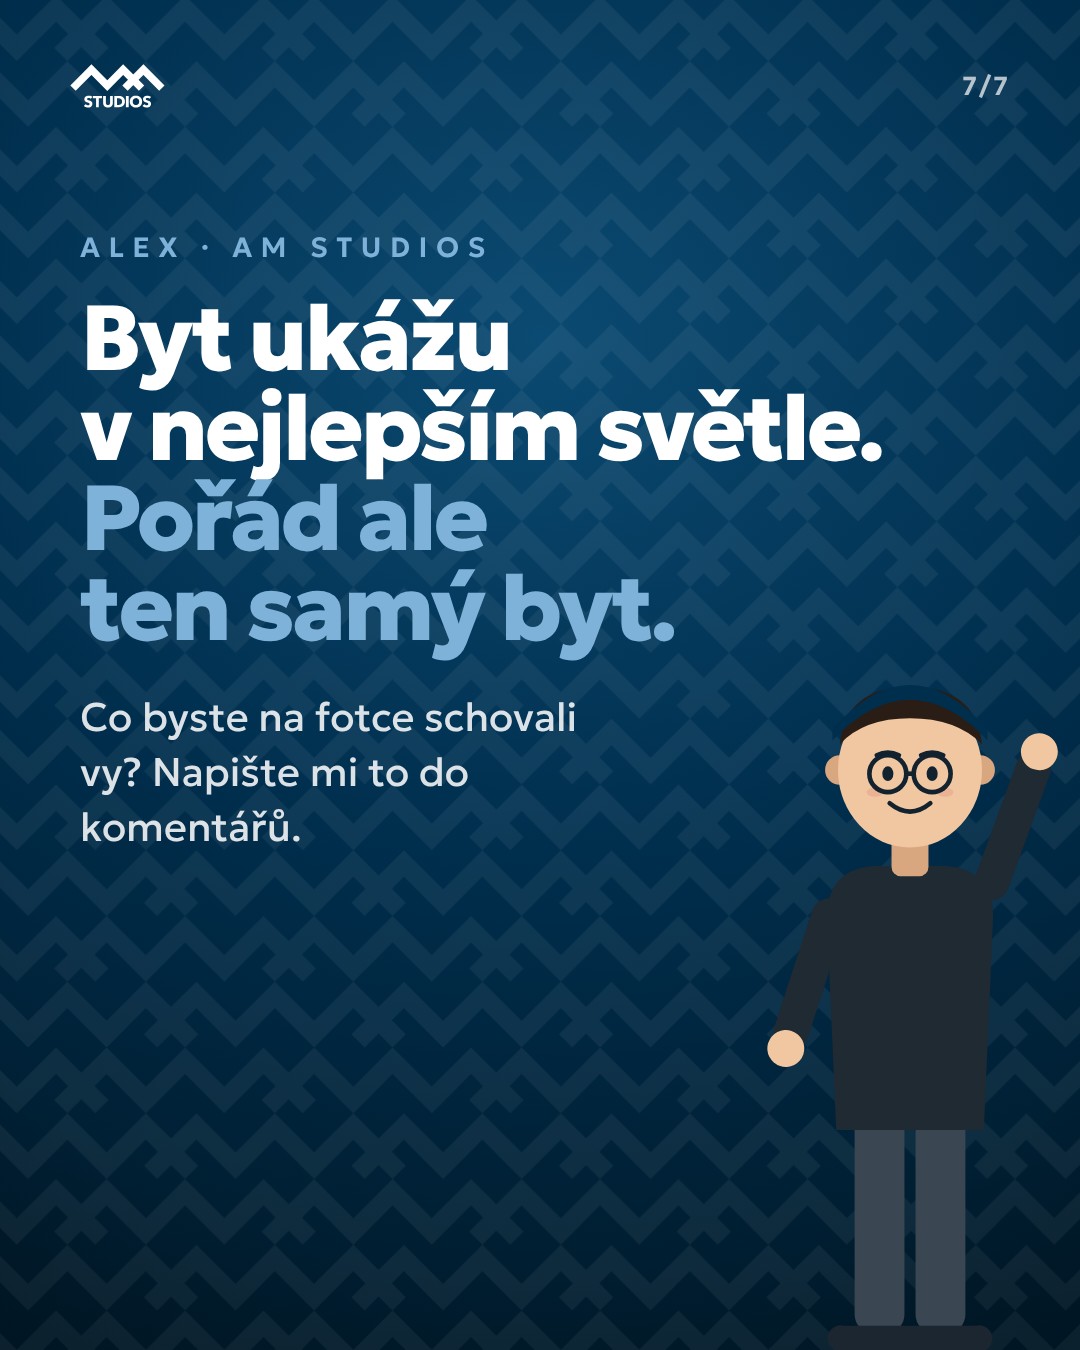 STUDIOS
7/7
ALEX · AM STUDIOS
Byt ukážu
v nejlepším světle.
Pořád ale
ten samý byt.
Co byste na fotce schovali
vy? Napište mi to do
komentářů.